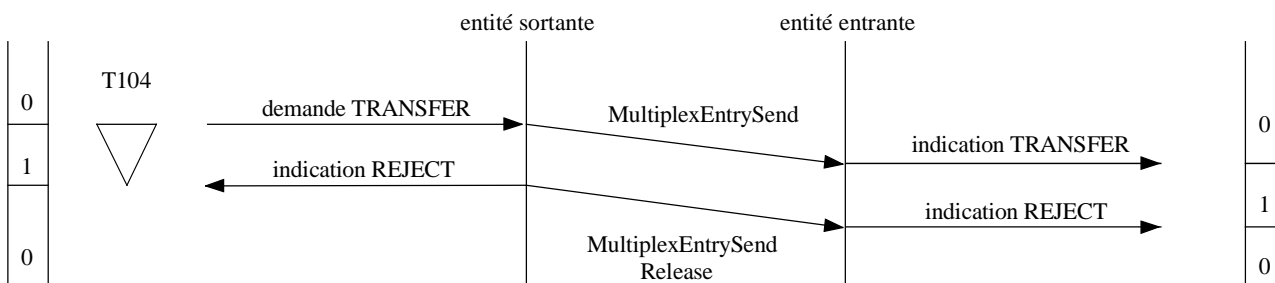 entité sortante
entité entrante
T104
0
demande TRANSFER
MultiplexEntrySend
0
indication TRANSFER
1
indication REJECT
indication REJECT
1
MultiplexEntrySend
Release
0
0